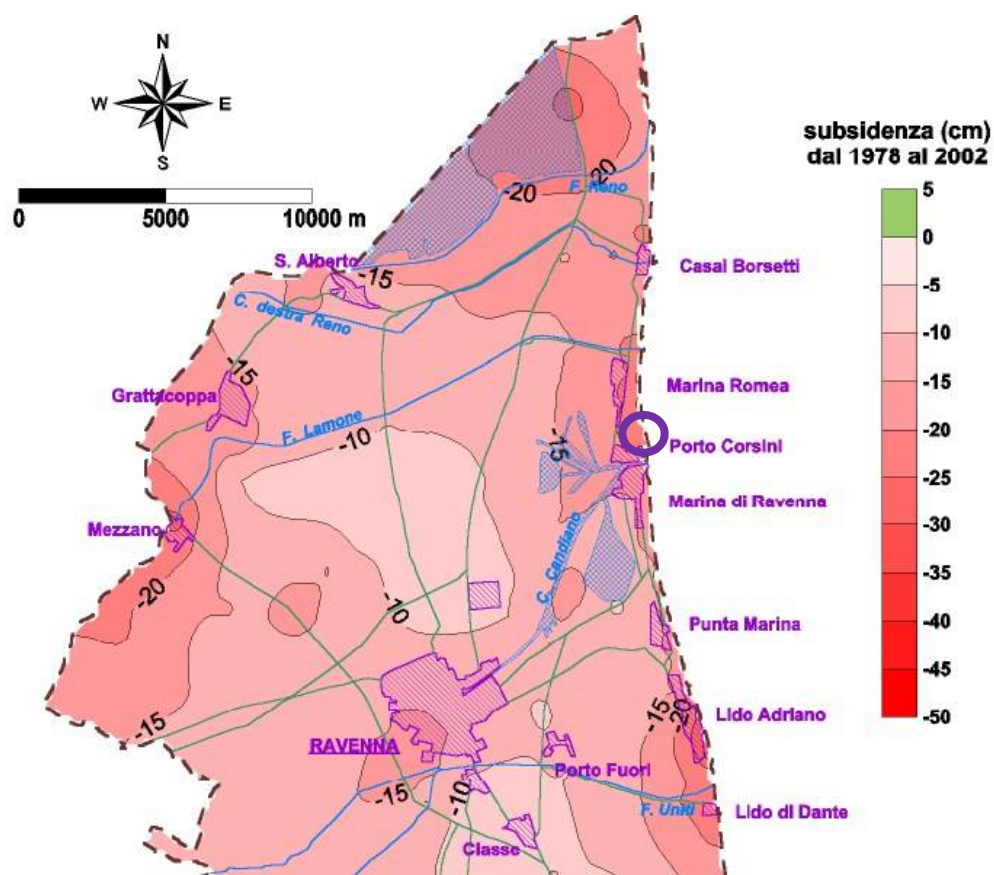 N
W E
S
0 5000 10000 m
subsidenza (cm)
dal 1978 al 2002
5
0
-5
-10
-15
-20
-25
-30
-35
-40
-45
-50
-20
-20
F. Reno
S. Alberto
-15
Casal Borsetti
C. destra Reno
-15
Grattacoppa
Marina Romea
F. Lamone
-10
-15
Porto Corsini
Marina di Ravenna
Mezzano
C. Candiano
-20
-10
Punta Marina
-15
-15
-20
Lido Adriano
RAVENNA
Porto Fuori
-15
-10
F. Uniti
Lido di Dante
Classe